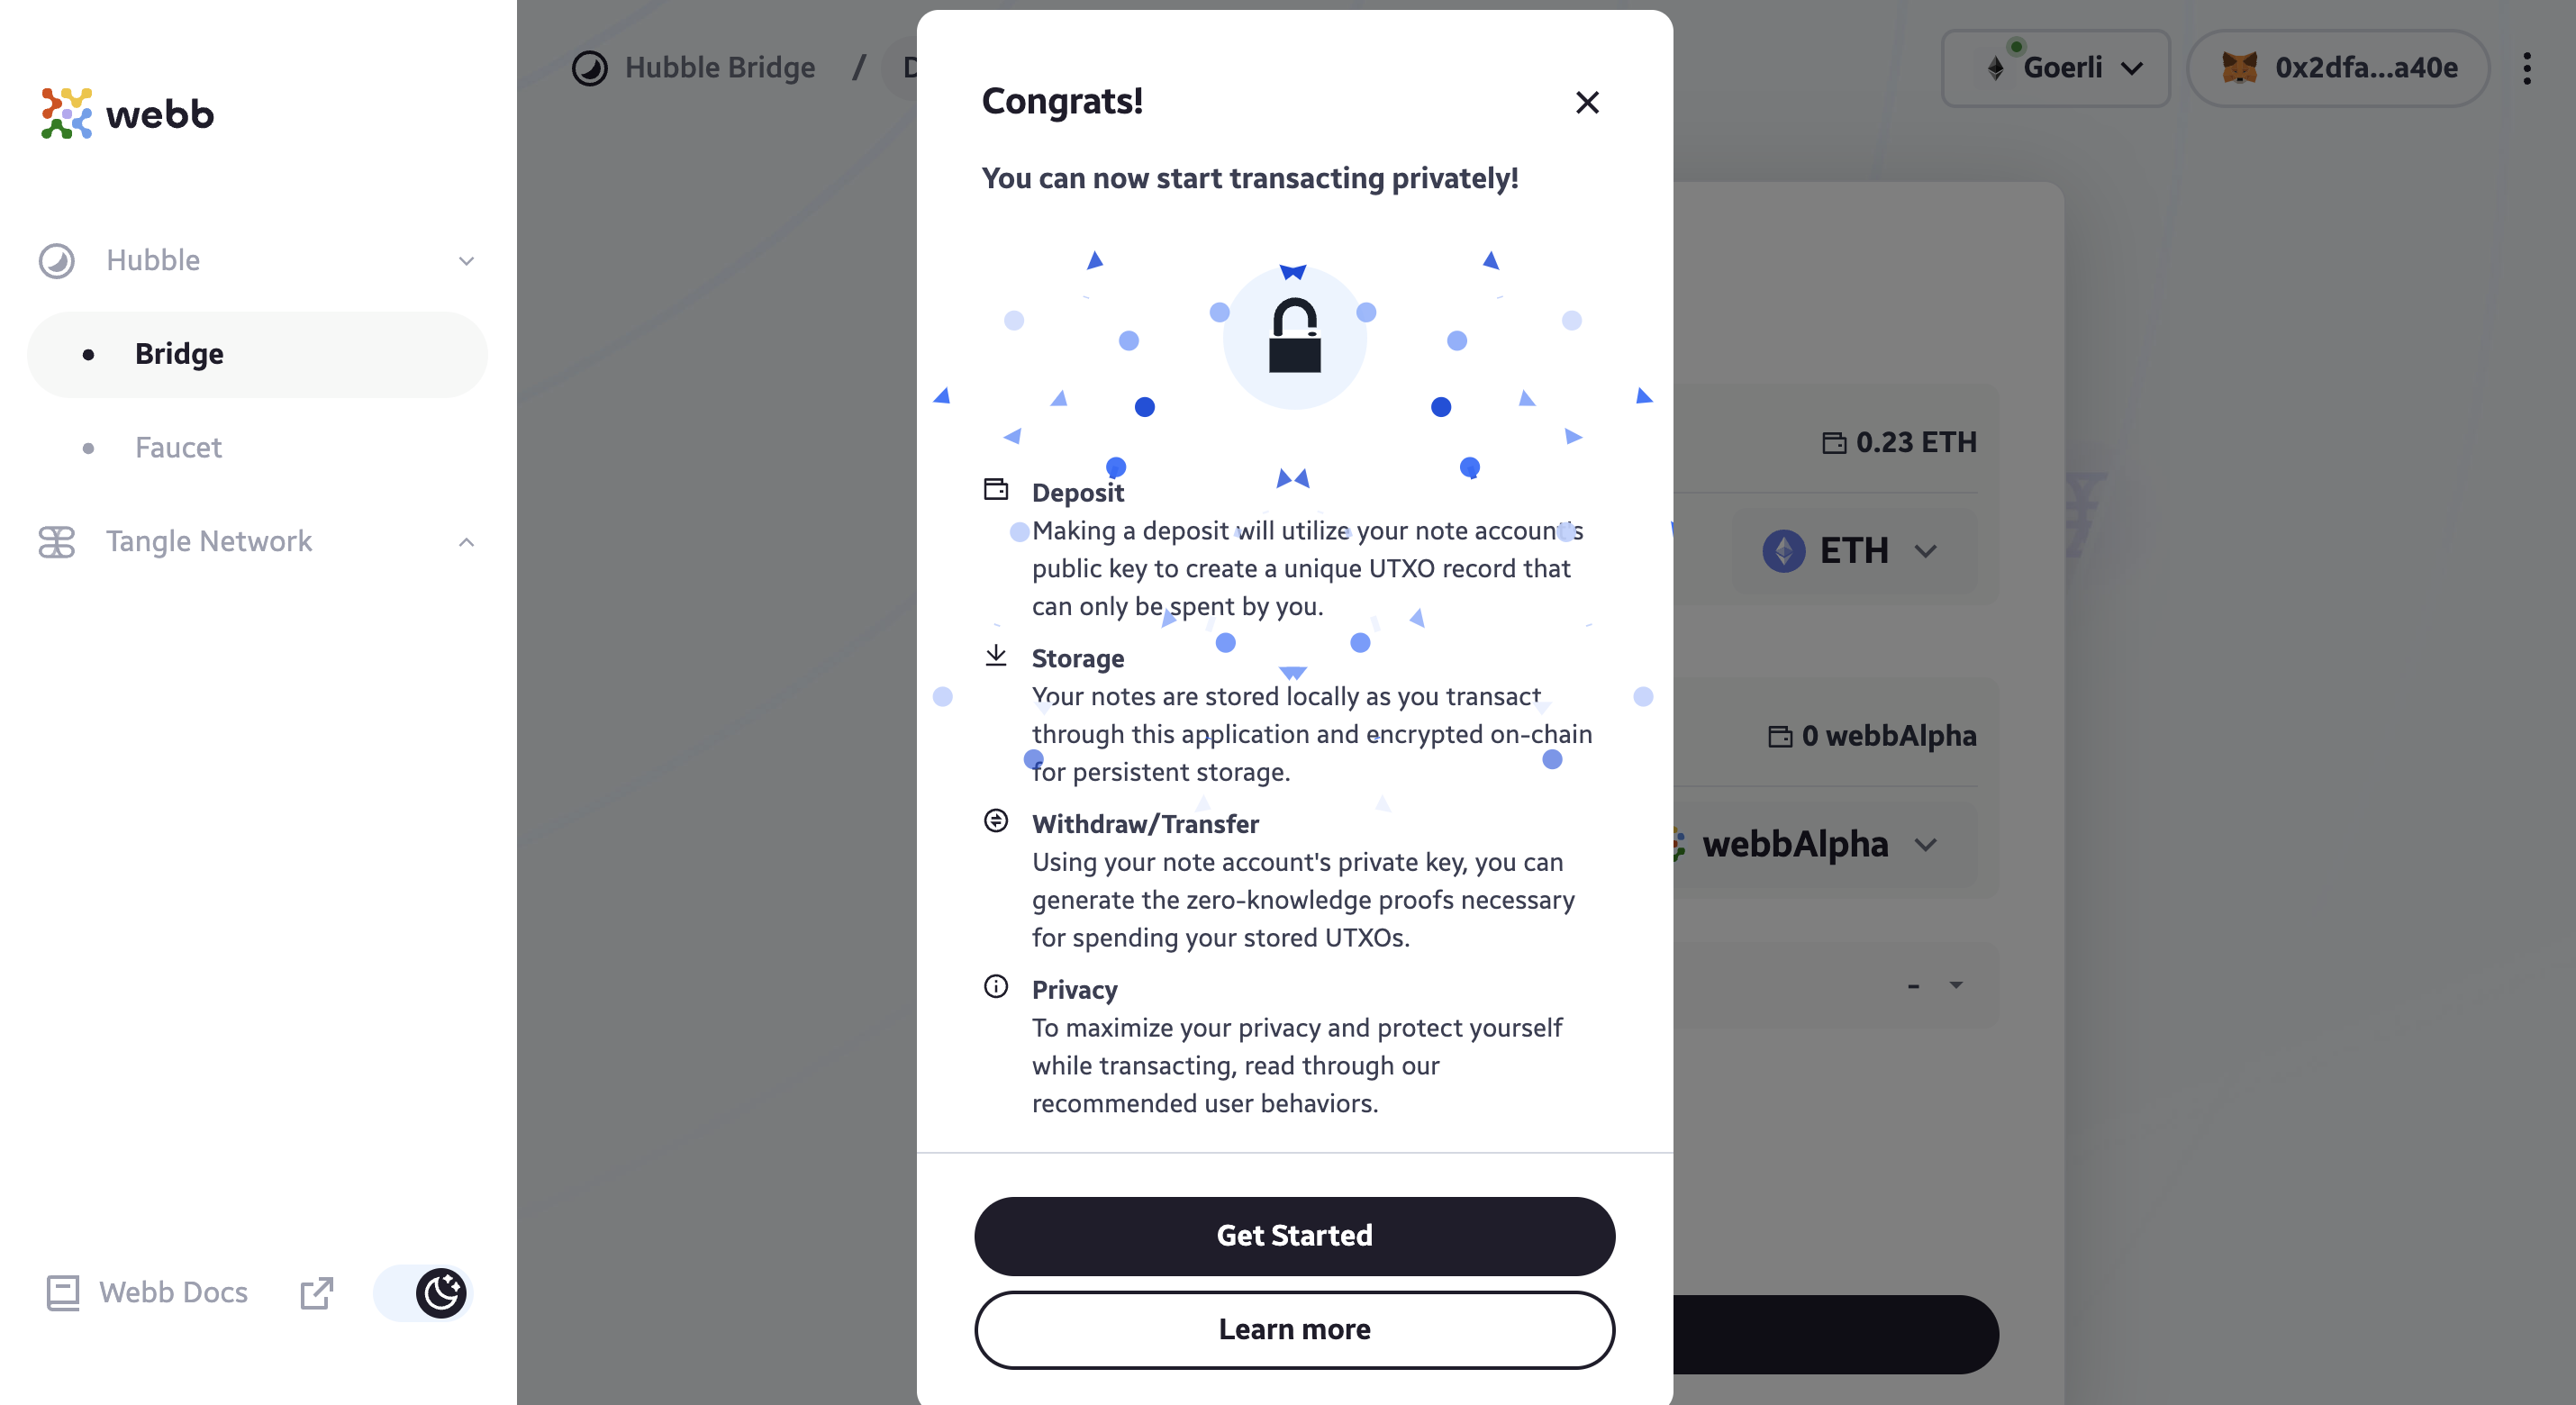 webb
Hubble
Bridge
Faucet
Tangle Network
Webb Docs
Hubble Bridge /
Goerli
0x2dfa...a40e
Congrats!
You can now start transacting privately!
Deposit
Making a deposit will utilize your note account's
public key to create a unique UTXO record that
can only be spent by you.
Storage
Your notes are stored locally as you transact
through this application and encrypted on-chain
for persistent storage.
Withdraw/Transfer
Using your note account's private key, you can
generate the zero-knowledge proofs necessary
for spending your stored UTXOs.
Privacy
To maximize your privacy and protect yourself
while transacting, read through our
recommended user behaviors.
Get Started
Learn more
0.23 ETH
ETH
0 webbAlpha
webbAlpha
-